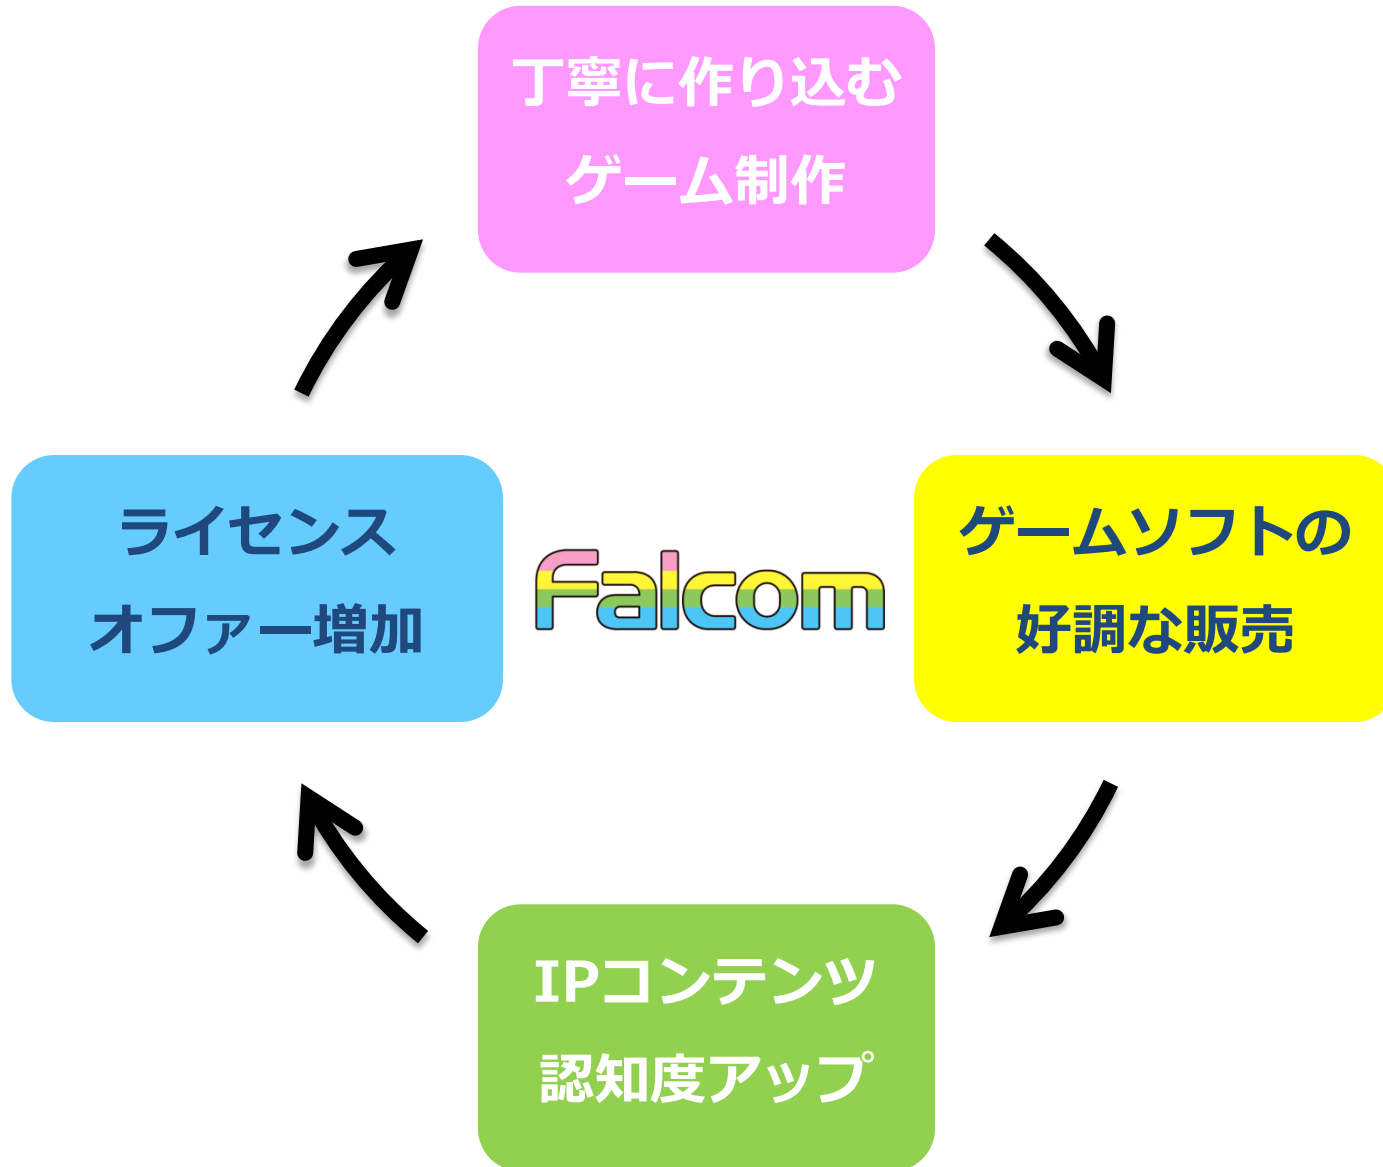 丁寧に作り込む
ゲーム制作
ライセンス
オファー増加
Falcom
ゲームソフトの
好調な販売
IPコンテンツ
認知度アップ